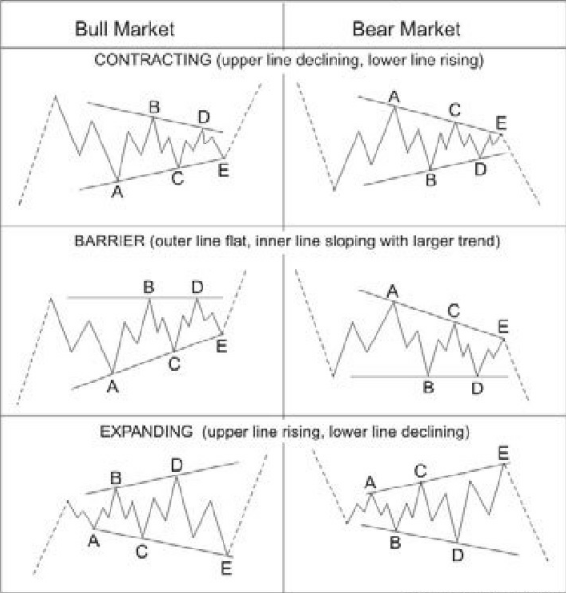 Bull Market
Bear Market
CONTRACTING (upper line declining, lower line rising)
B
D
A
C
E
A
C
E
B
D
BARRIER (outer line flat, inner line sloping with larger trend)
B
D
A
C
E
A
C
E
B
D
EXPANDING (upper line rising, lower line declining)
B
D
A
C
E
A
C
E
B
D